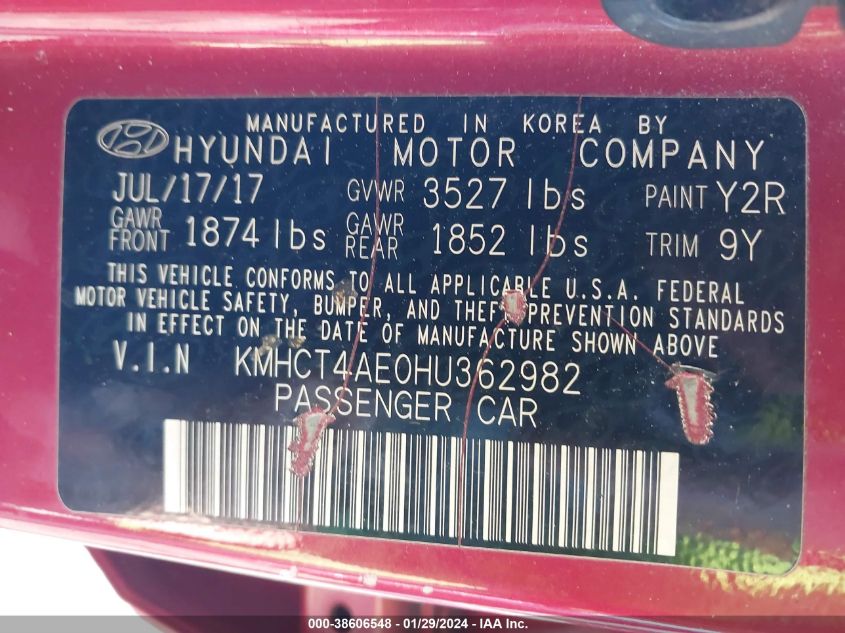 MANUFACTURED IN KOREA BY
HYUNDAI MOTOR COMPANY
JUL/17/17 GVWR 3527 lbs PAINT Y2R
GAWR FRONT 1874 lbs GAWR REAR 1852 lbs TRIM 9Y
THIS VEHICLE CONFORMS TO ALL APPLICABLE U.S.A. FEDERAL
MOTOR VEHICLE SAFETY, BUMPER, AND THEFT PREVENTION STANDARDS
IN EFFECT ON THE DATE OF MANUFACTURE SHOWN ABOVE
V.I.N KMHCT4AE0HU362982
PASSENGER CAR
000-38606548 - 01/29/2024 - IAA Inc.